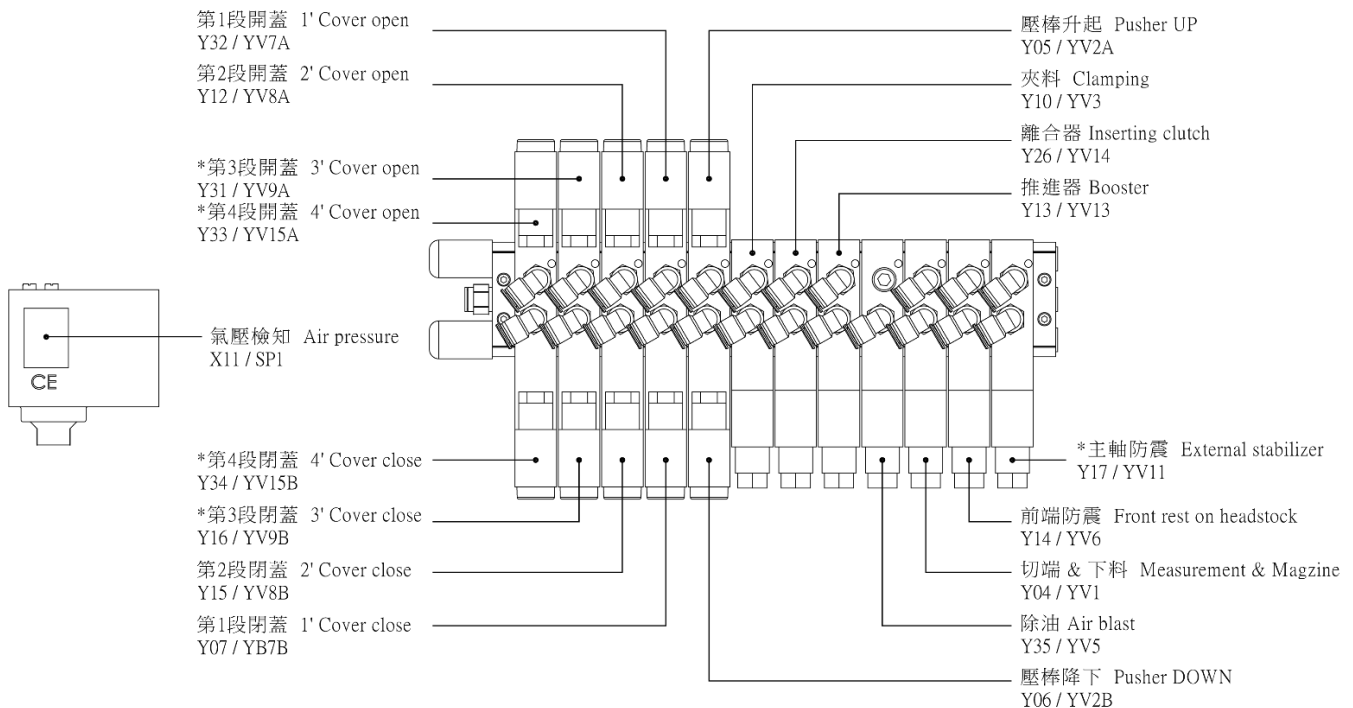 第1段開蓋 1' Cover open
Y32 / YV7A
第2段開蓋 2' Cover open
Y12 / YV8A
*第3段開蓋 3' Cover open
Y31 / YV9A
*第4段開蓋 4' Cover open
Y33 / YV15A
氣壓檢知 Air pressure
X11 / SP1
CE
*第4段閉蓋 4' Cover close
Y34 / YV15B
*第3段閉蓋 3' Cover close
Y16 / YV9B
第2段閉蓋 2' Cover close
Y15 / YV8B
第1段閉蓋 1' Cover close
Y07 / YB7B
壓棒升起 Pusher UP
Y05 / YV2A
夾料 Clamping
Y10 / YV3
離合器 Inserting clutch
Y26 / YV14
推進器 Booster
Y13 / YV13
*主軸防震 External stabilizer
Y17 / YV11
前端防震 Front rest on headstock
Y14 / YV6
切端 & 下料 Measurement & Magzine
Y04 / YV1
除油 Air blast
Y35 / YV5
壓棒降下 Pusher DOWN
Y06 / YV2B